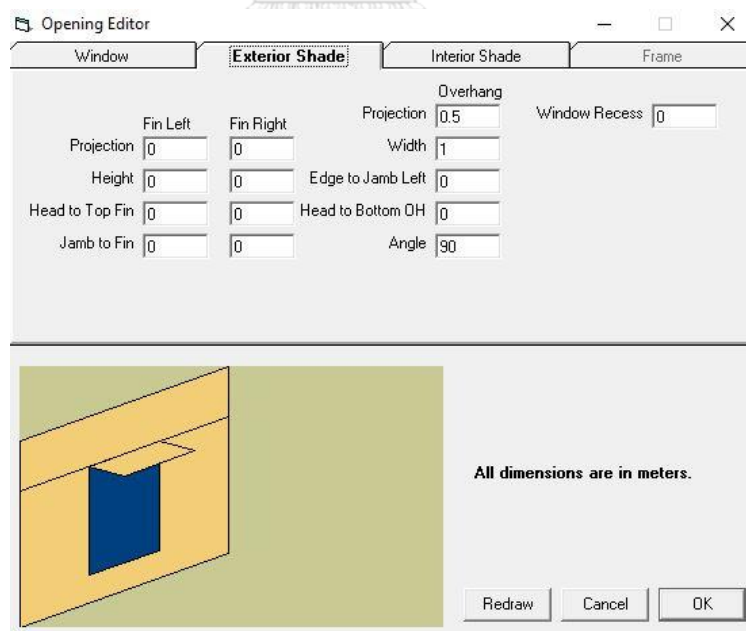 Opening Editor
Window Exterior Shade Interior Shade Frame
Overhang
Fin Left Fin Right Projection 0.5 Window Recess 0
Projection 0 0 Width 1
Height 0 0 Edge to Jamb Left 0
Head to Top Fin 0 0 Head to Bottom OH 0
Jamb to Fin 0 0 Angle 90
All dimensions are in meters.
Redraw Cancel OK